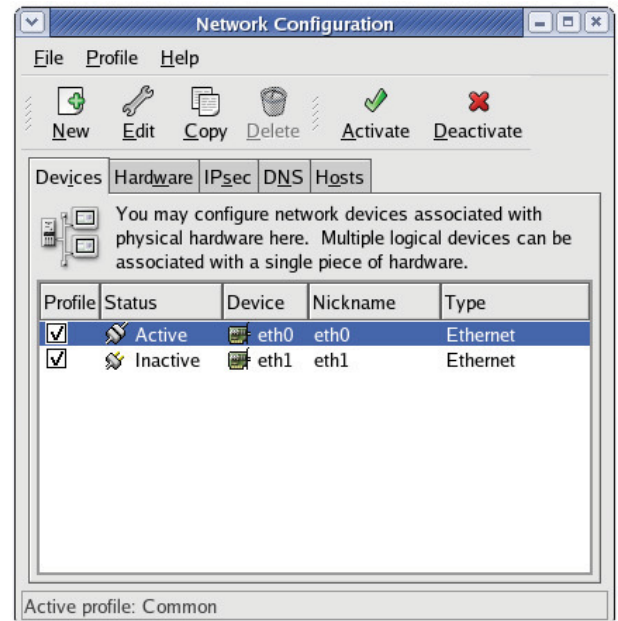 Network Configuration
File Profile Help
New Edit Copy Delete Activate Deactivate
Devices Hardware IPsec DNS Hosts
You may configure network devices associated with
physical hardware here. Multiple logical devices can be
associated with a single piece of hardware.
Profile Status Device Nickname Type
Active eth0 eth0 Ethernet
Inactive eth1 eth1 Ethernet
Active profile: Common